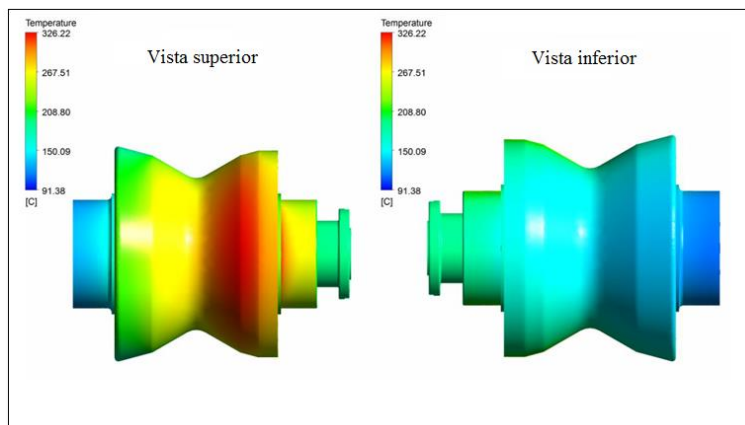 Temperature
326.22
267.51
208.80
150.09
91.38
[C]
Vista superior
Temperature
326.22
267.51
208.80
150.09
91.38
[C]
Vista inferior